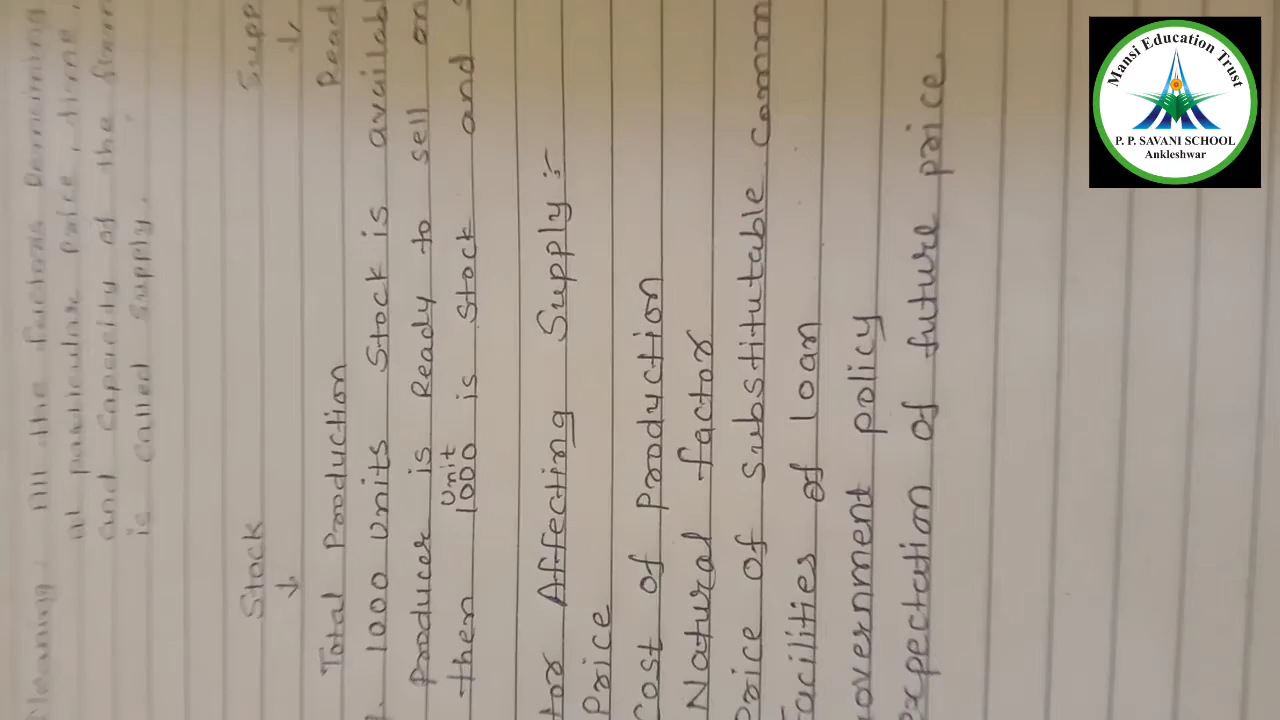 Meaning: All the factors Remaining
at particular price, time,
and capacity of the firm
is called supply.
Stock Supp
↓ ↓
Total Production Read
1000 Units Stock is availabl
Producer is Ready to sell on
Unit
then 1000 is Stock and
tor Affecting Supply :-
Price
Cost of production
Natural factor
Price of substitutable comm
Facilities of loan
government policy
Expectation of future price.
Mansi Education Trust
P. P. SAVANI SCHOOL
Ankleshwar